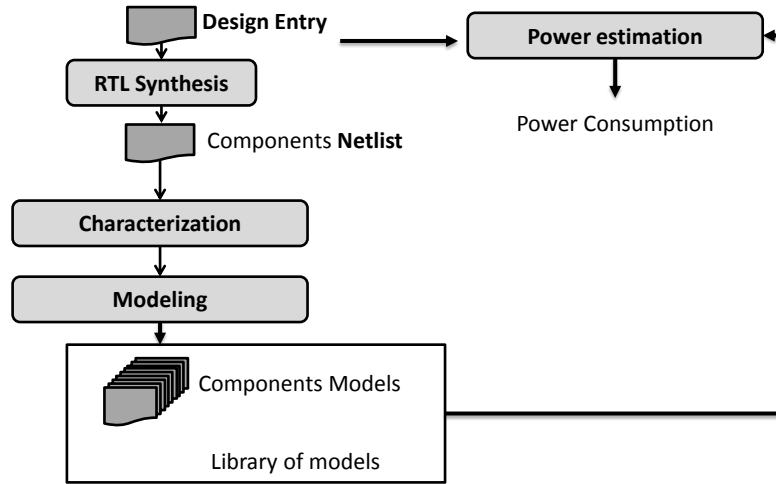 Design Entry
Power estimation
RTL Synthesis
Power Consumption
Components Netlist
Characterization
Modeling
Components Models
Library of models